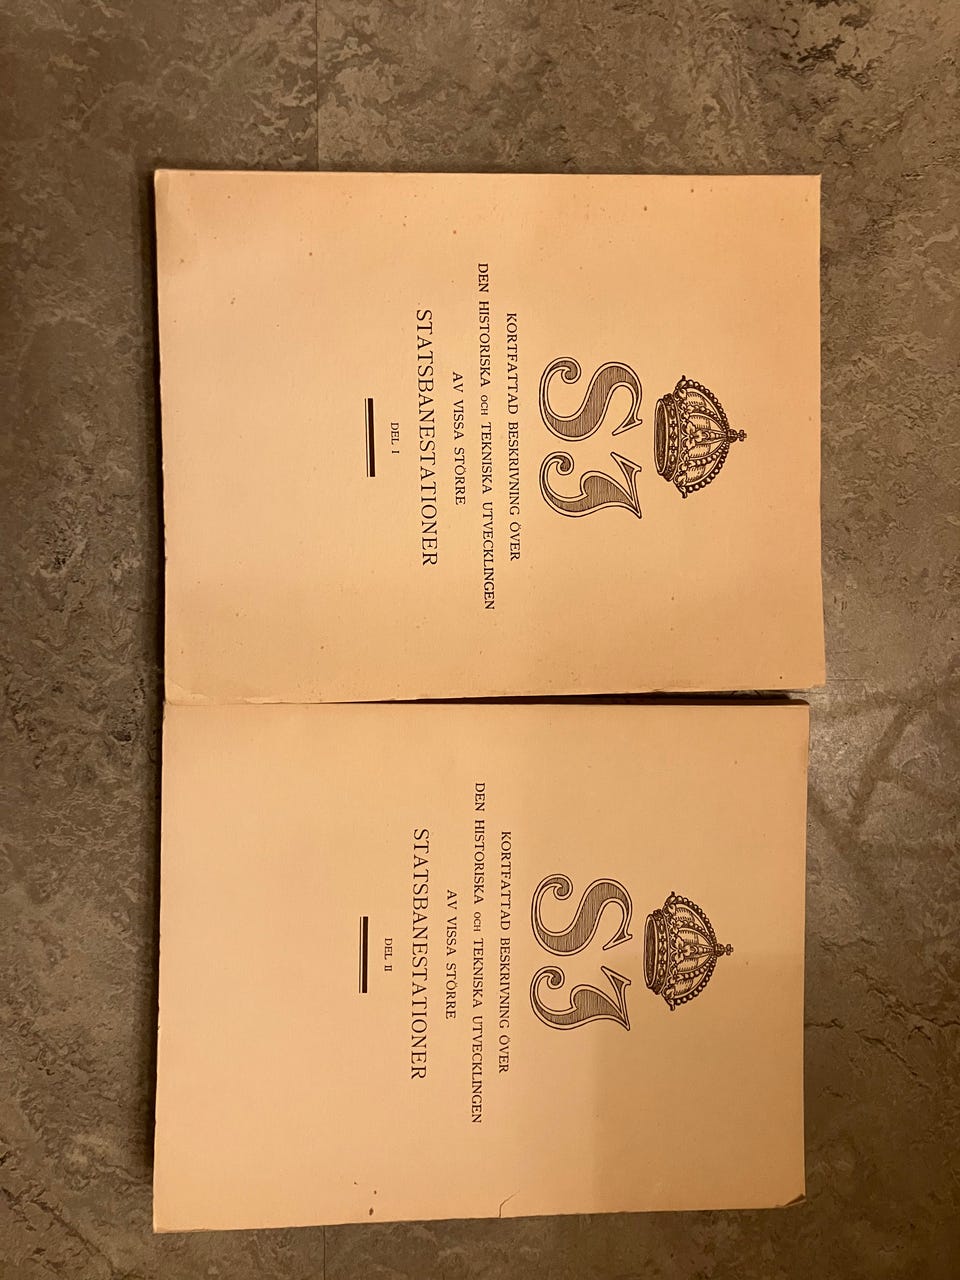 SJ
KORTFATTAD BESKRIVNING ÖVER
DEN HISTORISKA OCH TEKNISKA UTVECKLINGEN
AV VISSA STÖRRE
STATSBANESTATIONER
DEL I
SJ
KORTFATTAD BESKRIVNING ÖVER
DEN HISTORISKA OCH TEKNISKA UTVECKLINGEN
AV VISSA STÖRRE
STATSBANESTATIONER
DEL II